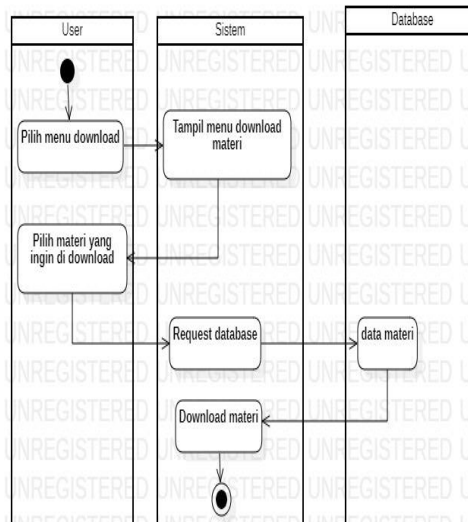 User
Sistem
Database
Pilih menu download
Tampil menu download
materi
Pilih materi yang
ingin di download
Request database
data materi
Download materi
UNREGISTERED